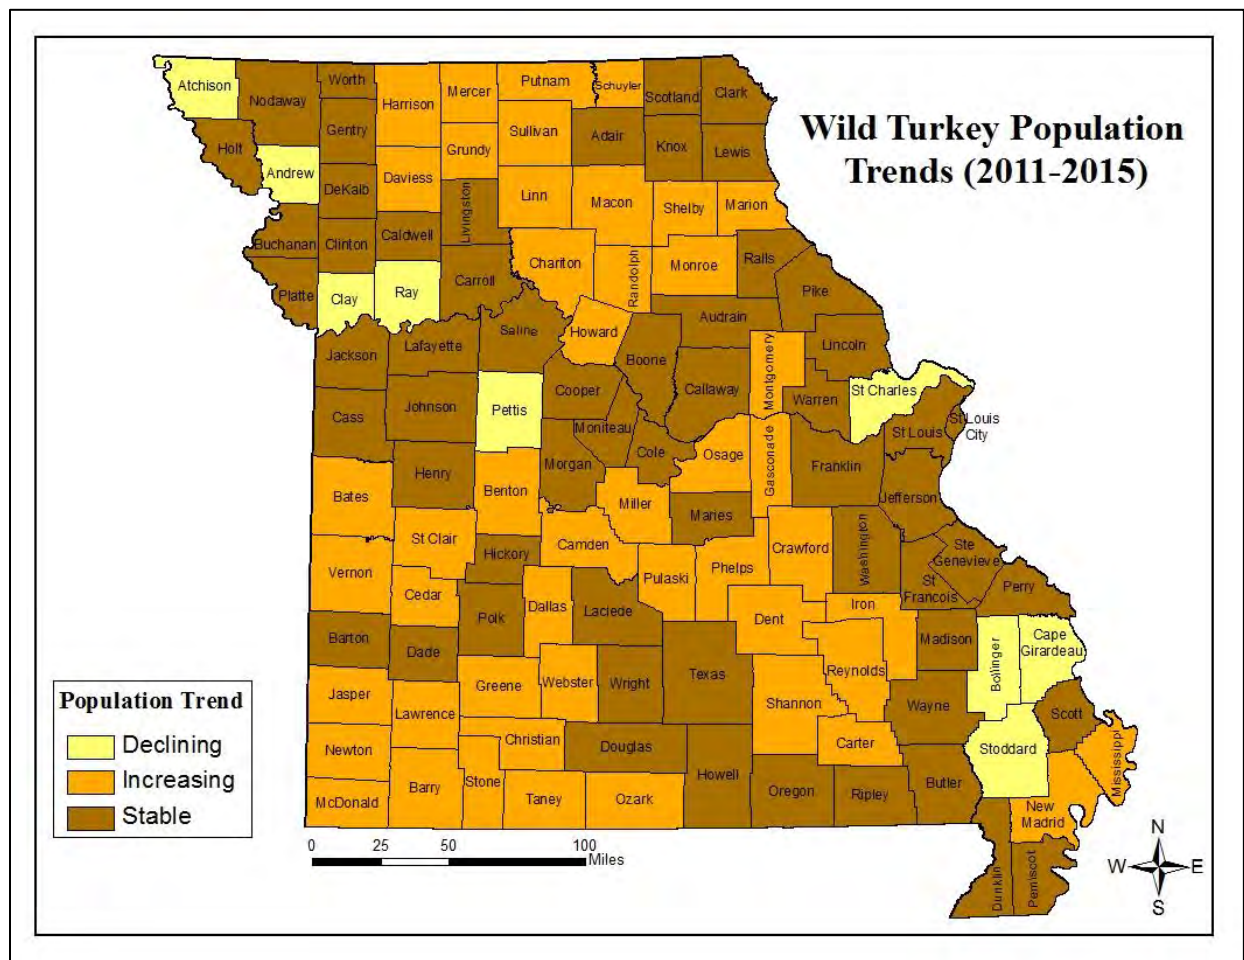 Wild Turkey Population
Trends (2011-2015)
Atchison
Nodaway
Worth
Harrison
Mercer
Putnam
Schuyler
Scotland
Clark
Holt
Andrew
Gentry
DeKalb
Daviess
Grundy
Sullivan
Adair
Knox
Lewis
Buchanan
Clinton
Caldwell
Livingston
Linn
Macon
Shelby
Marion
Platte
Clay
Ray
Carroll
Chariton
Randolph
Monroe
Ralls
Pike
Jackson
Lafayette
Saline
Howard
Boone
Audrain
Callaway
Montgomery
Lincoln
Warren
St Charles
St Louis
St Louis
City
Cass
Johnson
Pettis
Cooper
Moniteau
Morgan
Cole
Osage
Gasconade
Franklin
Jefferson
Bates
Henry
Benton
Miller
Maries
St Clair
Hickory
Camden
Pulaski
Phelps
Crawford
Washington
Ste
Genevieve
St
Francois
Perry
Vernon
Cedar
Polk
Dallas
Laclede
Dent
Iron
Madison
Bollinger
Cape
Girardeau
Barton
Dade
Greene
Webster
Wright
Texas
Shannon
Reynolds
Wayne
Scott
Stoddard
Mississippi
Jasper
Lawrence
Christian
Douglas
Howell
Carter
Butler
New
Madrid
Newton
McDonald
Barry
Stone
Taney
Ozark
Oregon
Ripley
Dunklin
Pemiscot
Population Trend
Declining
Increasing
Stable
0 25 50 100
Miles
N
W E
S